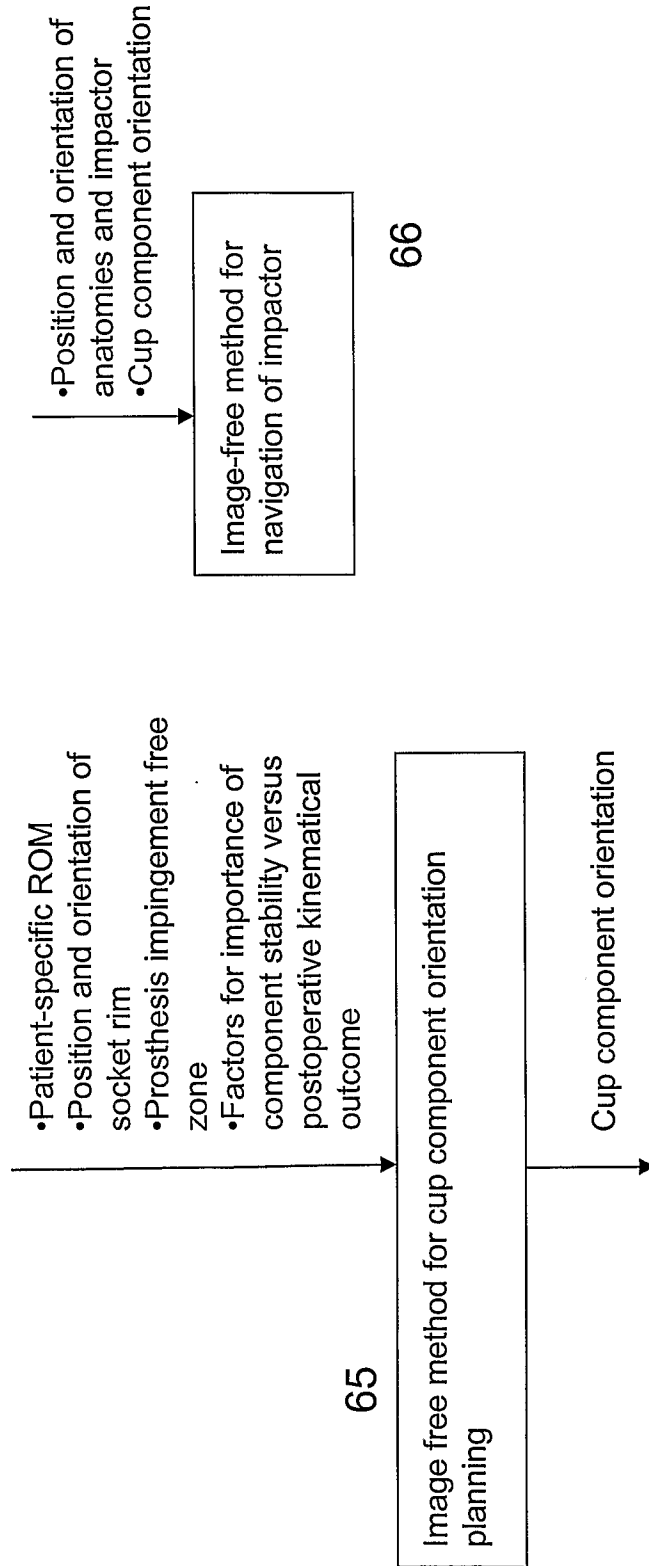 •Patient-specific ROM
•Position and orientation of
socket rim
•Prosthesis impingement free
zone
•Factors for importance of
component stability versus
postoperative kinematical
outcome
65
Image free method for cup component orientation
planning
Cup component orientation
•Position and orientation of
anatomies and impactor
•Cup component orientation
Image-free method for
navigation of impactor
66